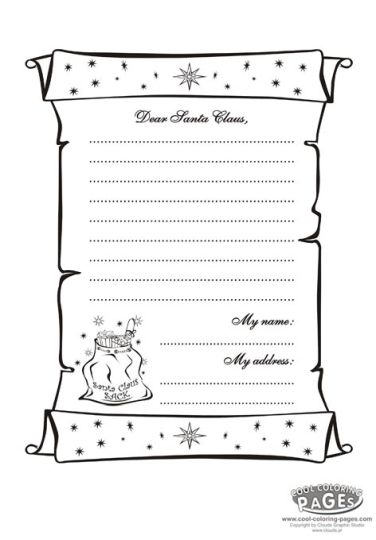 Dear Santa Claus,
My name:
My address:
Santa Claus
SACK
COOL COLORING
PAGES
www.cool-coloring-pages.com
© Copyright by Clouds Graphic Studio
www.clouds.pl